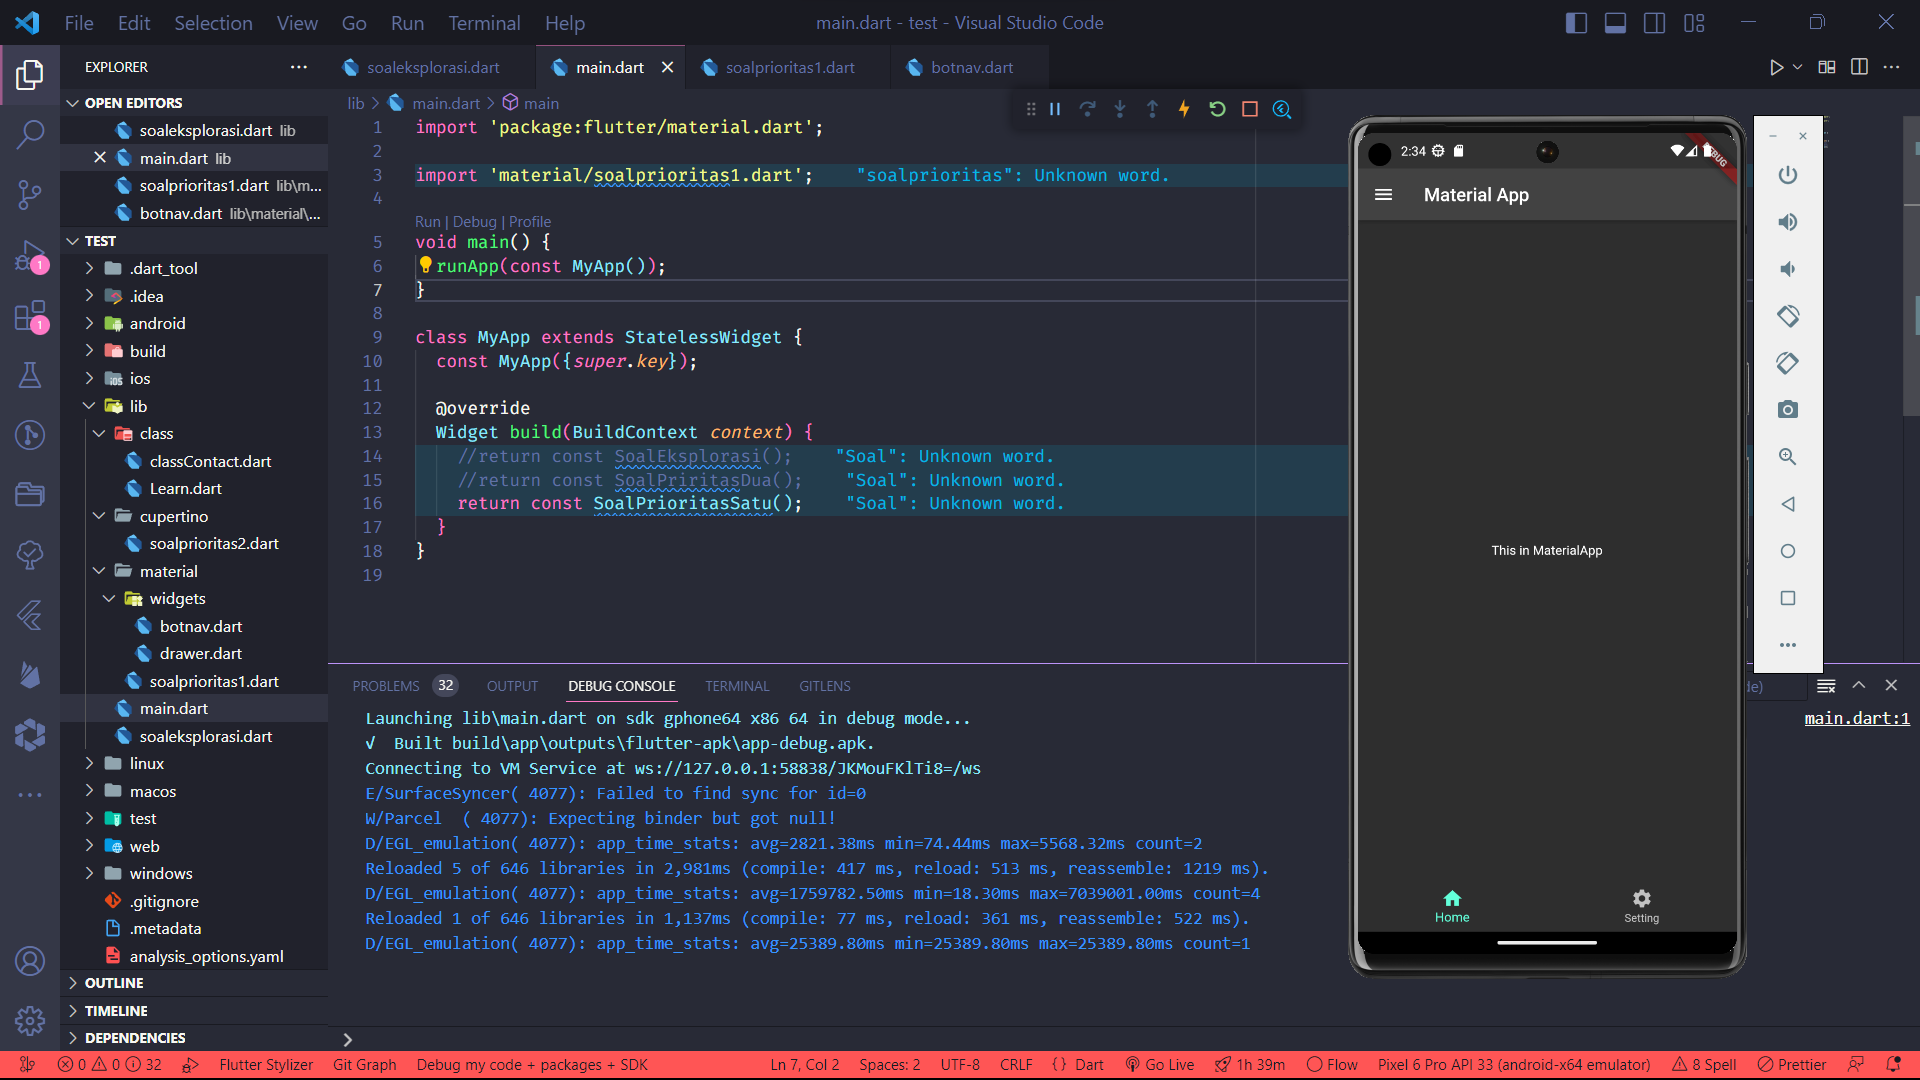 File Edit Selection View Go Run Terminal Help
main.dart - test - Visual Studio Code
EXPLORER
OPEN EDITORS
soaleksplorasi.dart lib
main.dart lib
soalprioritas1.dart lib\m...
botnav.dart lib\material\...
TEST
.dart_tool
.idea
android
build
ios
lib
class
classContact.dart
Learn.dart
cupertino
soalprioritas2.dart
material
widgets
botnav.dart
drawer.dart
soalprioritas1.dart
main.dart
soaleksplorasi.dart
linux
macos
test
web
windows
.gitignore
.metadata
analysis_options.yaml
OUTLINE
TIMELINE
DEPENDENCIES
1
1
soaleksplorasi.dart
main.dart
soalprioritas1.dart
botnav.dart
lib > main.dart > main
1 import 'package:flutter/material.dart';
2
3 import 'material/soalprioritas1.dart'; "soalprioritas": Unknown word.
4
Run | Debug | Profile
5 void main() {
6 runApp(const MyApp());
7 }
8
9 class MyApp extends StatelessWidget {
10 const MyApp({super.key});
11
12 @override
13 Widget build(BuildContext context) {
14 //return const SoalEksplorasi(); "Soal": Unknown word.
15 //return const SoalPriritasDua(); "Soal": Unknown word.
16 return const SoalPrioritasSatu(); "Soal": Unknown word.
17 }
18 }
19
PROBLEMS 32 OUTPUT DEBUG CONSOLE TERMINAL GITLENS
Launching lib\main.dart on sdk gphone64 x86 64 in debug mode...
√ Built build\app\outputs\flutter-apk\app-debug.apk.
Connecting to VM Service at ws://127.0.0.1:58838/JKMouFKlTi8=/ws
E/SurfaceSyncer( 4077): Failed to find sync for id=0
W/Parcel ( 4077): Expecting binder but got null!
D/EGL_emulation( 4077): app_time_stats: avg=2821.38ms min=74.44ms max=5568.32ms count=2
Reloaded 5 of 646 libraries in 2,981ms (compile: 417 ms, reload: 513 ms, reassemble: 1219 ms).
D/EGL_emulation( 4077): app_time_stats: avg=1759782.50ms min=18.30ms max=7039001.00ms count=4
Reloaded 1 of 646 libraries in 1,137ms (compile: 77 ms, reload: 361 ms, reassemble: 522 ms).
D/EGL_emulation( 4077): app_time_stats: avg=25389.80ms min=25389.80ms max=25389.80ms count=1
main.dart:1
2:34
Material App
This in MaterialApp
Home
Setting
0 0 32 Flutter Stylizer Git Graph Debug my code + packages + SDK
Ln 7, Col 2 Spaces: 2 UTF-8 CRLF {} Dart Go Live 1h 39m Flow Pixel 6 Pro API 33 (android-x64 emulator) 8 Spell Prettier